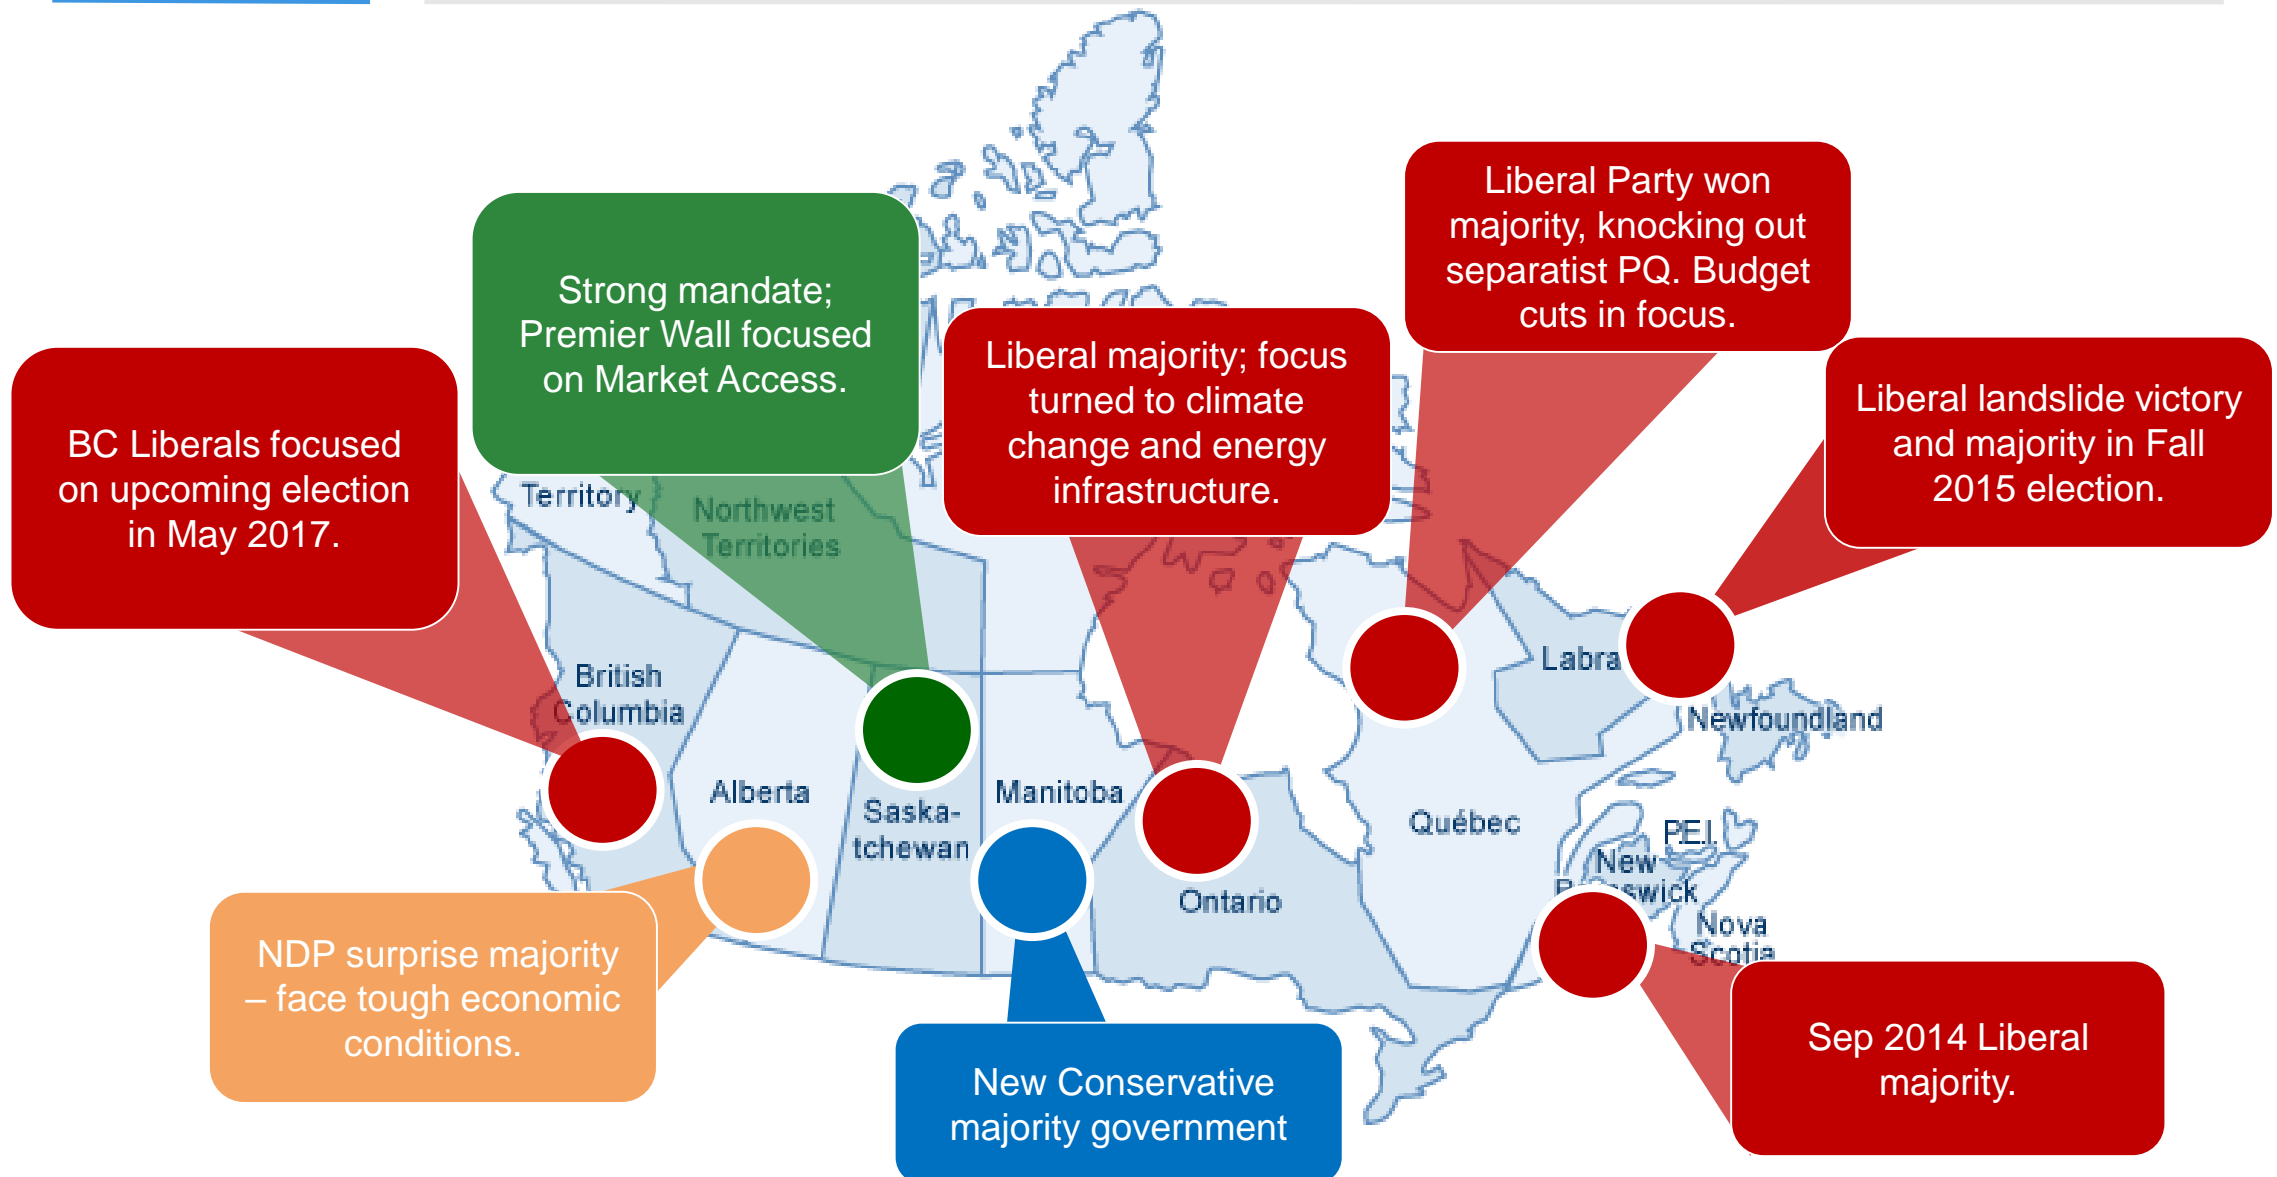 Liberal Party won
majority, knocking out
separatist PQ. Budget
cuts in focus.
Strong mandate;
Premier Wall focused
on Market Access.
Liberal majority; focus
turned to climate
change and energy
infrastructure.
Liberal landslide victory
and majority in Fall
2015 election.
BC Liberals focused
on upcoming election
in May 2017.
Territory
Northwest
Territories
British
Columbia
Labra
Newfoundland
Alberta
Manitoba
Saska-
tchewan
Québec
P.E.I.
New
Ontario
Nova
Scotia
NDP surprise majority
– face tough economic
conditions.
New Conservative
majority government
Sep 2014 Liberal
majority.